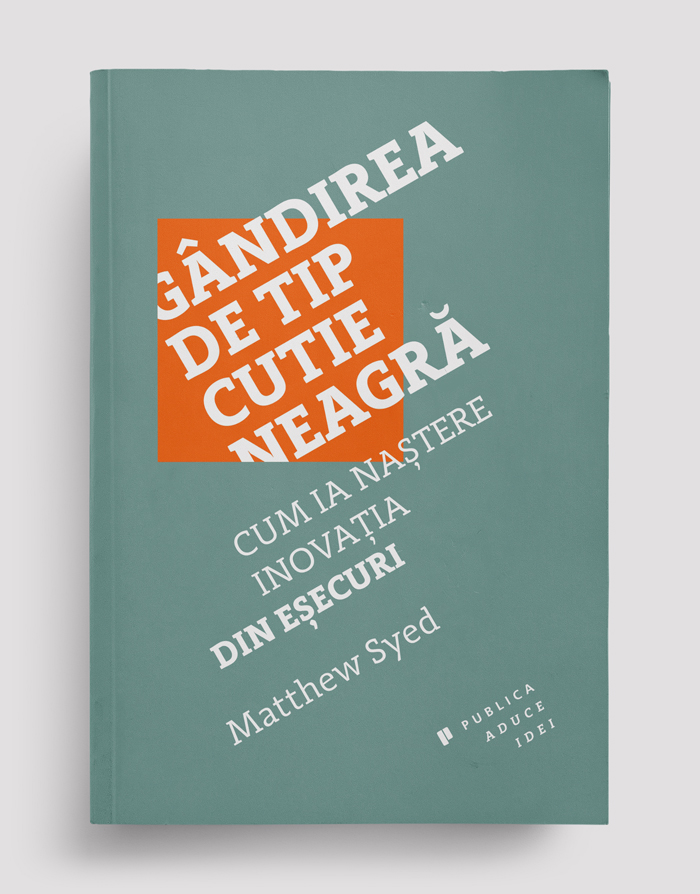 GÂNDIREA
DE TIP
CUTIE
NEAGRĂ
CUM IA NAȘTERE
INOVAȚIA
DIN EȘECURI
Matthew Syed
PUBLICA
ADUCE
IDEI